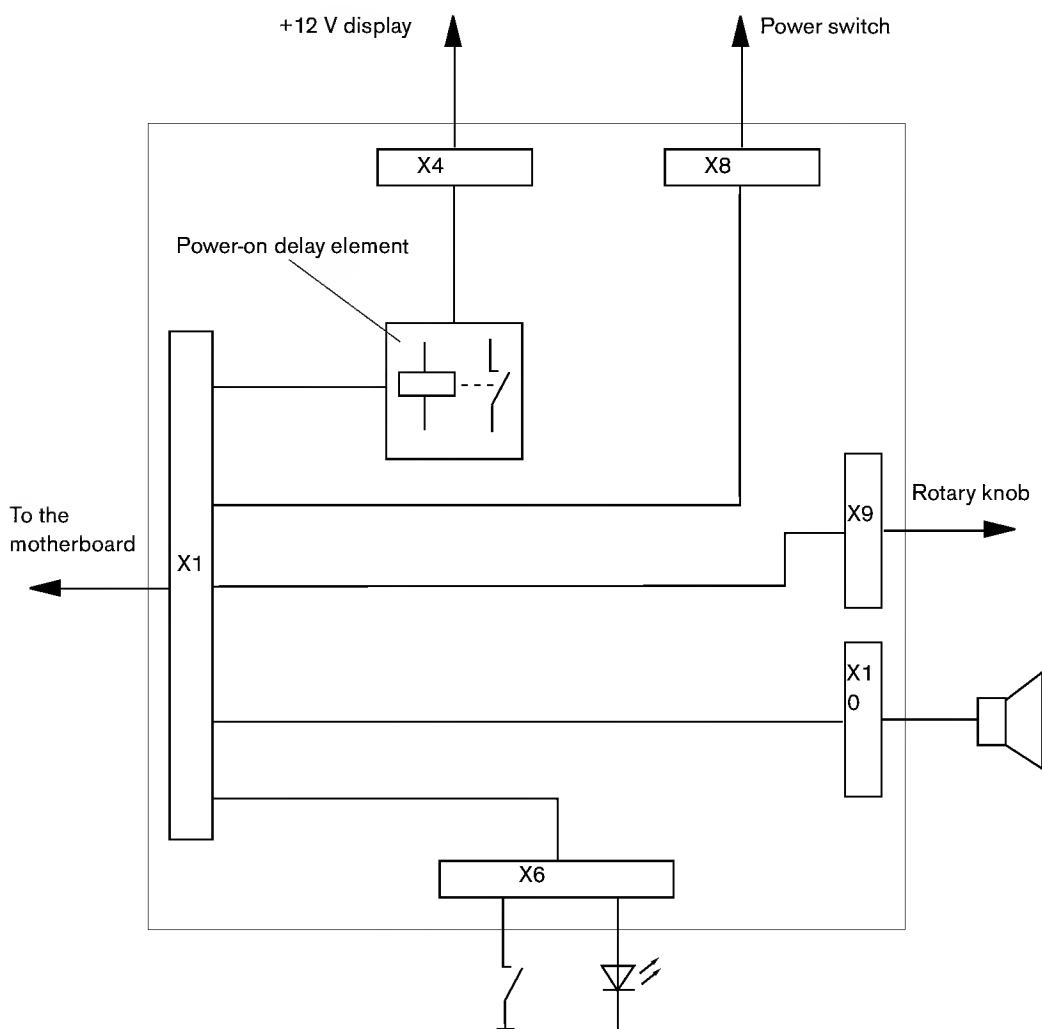 +12 V display
Power switch
X4
X8
Power-on delay element
To the
motherboard
X1
X9
Rotary knob
X1
0
X6